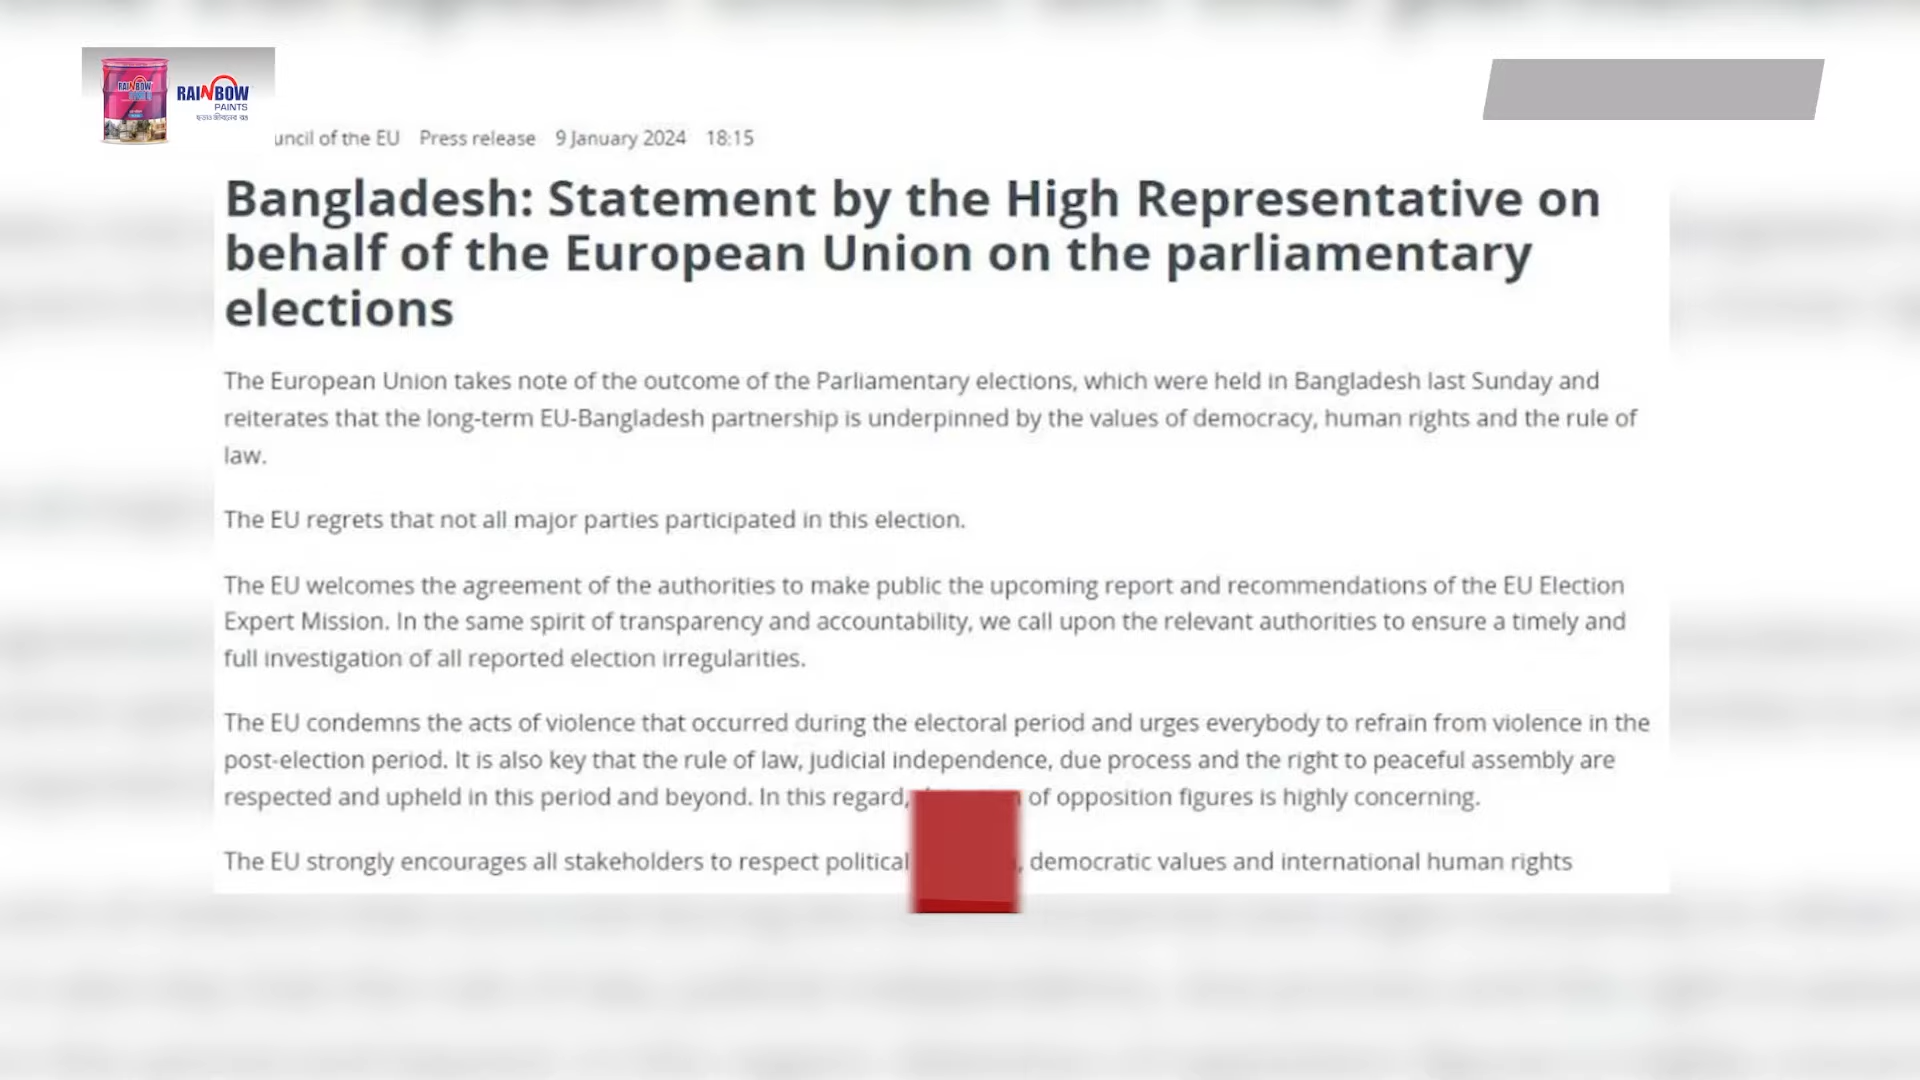 RAINBOW
RAINBOW
PAINTS
ছড়াও জীবনের রঙ
uncil of the EU Press release 9 January 2024 18:15
Bangladesh: Statement by the High Representative on
behalf of the European Union on the parliamentary
elections
The European Union takes note of the outcome of the Parliamentary elections, which were held in Bangladesh last Sunday and
reiterates that the long-term EU-Bangladesh partnership is underpinned by the values of democracy, human rights and the rule of
law.
The EU regrets that not all major parties participated in this election.
The EU welcomes the agreement of the authorities to make public the upcoming report and recommendations of the EU Election
Expert Mission. In the same spirit of transparency and accountability, we call upon the relevant authorities to ensure a timely and
full investigation of all reported election irregularities.
The EU condemns the acts of violence that occurred during the electoral period and urges everybody to refrain from violence in the
post-election period. It is also key that the rule of law, judicial independence, due process and the right to peaceful assembly are
respected and upheld in this period and beyond. In this regard, of opposition figures is highly concerning.
The EU strongly encourages all stakeholders to respect political , democratic values and international human rights